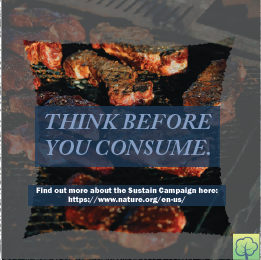 THINK BEFORE
YOU CONSUME.
Find out more about the Sustain Campaign here:
https://www.nature.org/en-us/